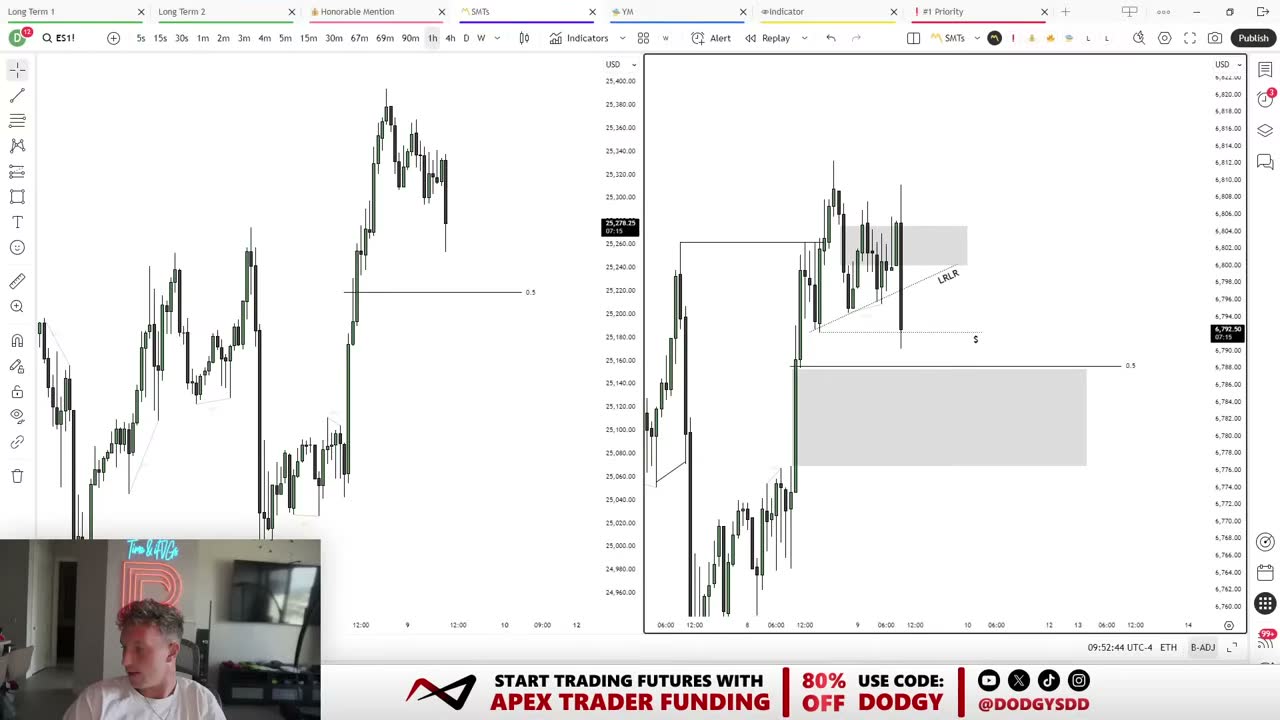 Long Term 1
Long Term 2
Honorable Mention
SMTs
YM
Indicator
#1 Priority
D
12
ES1!
5s
15s
30s
1m
2m
3m
4m
5m
15m
30m
67m
69m
90m
1h
4h
D
W
Indicators
Alert
Replay
SMTs
L
L
Publish
USD
25,400.00
25,380.00
25,360.00
25,340.00
25,300.00
25,278.25
07:15
25,260.00
25,240.00
25,220.00
25,200.00
25,180.00
25,160.00
25,140.00
25,120.00
25,100.00
25,080.00
25,060.00
25,040.00
25,020.00
25,000.00
24,980.00
24,960.00
0.5
12:00
9
12:00
10
09:00
12
USD
6,822.00
6,820.00
6,818.00
6,816.00
6,814.00
6,812.00
6,810.00
6,808.00
6,806.00
6,804.00
6,802.00
6,800.00
6,798.00
6,796.00
6,794.00
6,792.50
07:15
6,790.00
6,788.00
6,786.00
6,784.00
6,782.00
6,780.00
6,778.00
6,776.00
6,774.00
6,772.00
6,770.00
6,768.00
6,766.00
6,764.00
6,762.00
6,760.00
LRLR
$
0.5
06:00
12:00
8
06:00
12:00
9
06:00
12:00
10
06:00
12
13
06:00
12:00
14
3
99+
09:52:44 UTC-4
ETH
B-ADJ
START TRADING FUTURES WITH
APEX TRADER FUNDING
80%
OFF
USE CODE:
DODGY
@DODGYSDD